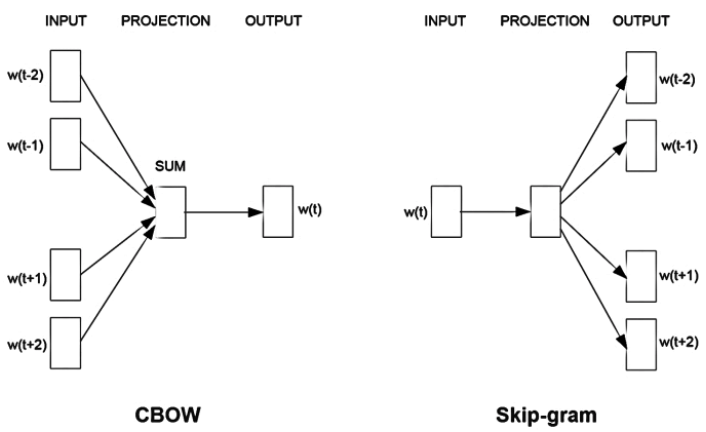 INPUT PROJECTION OUTPUT
w(t-2)
w(t-1)
SUM
w(t)
w(t+1)
w(t+2)
CBOW
INPUT PROJECTION OUTPUT
w(t-2)
w(t-1)
w(t)
w(t+1)
w(t+2)
Skip-gram